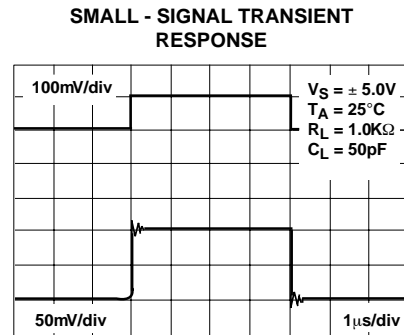 SMALL - SIGNAL TRANSIENT
RESPONSE
100mV/div
VS = ± 5.0V
TA = 25°C
RL = 1.0KΩ
CL = 50pF
50mV/div
1μs/div